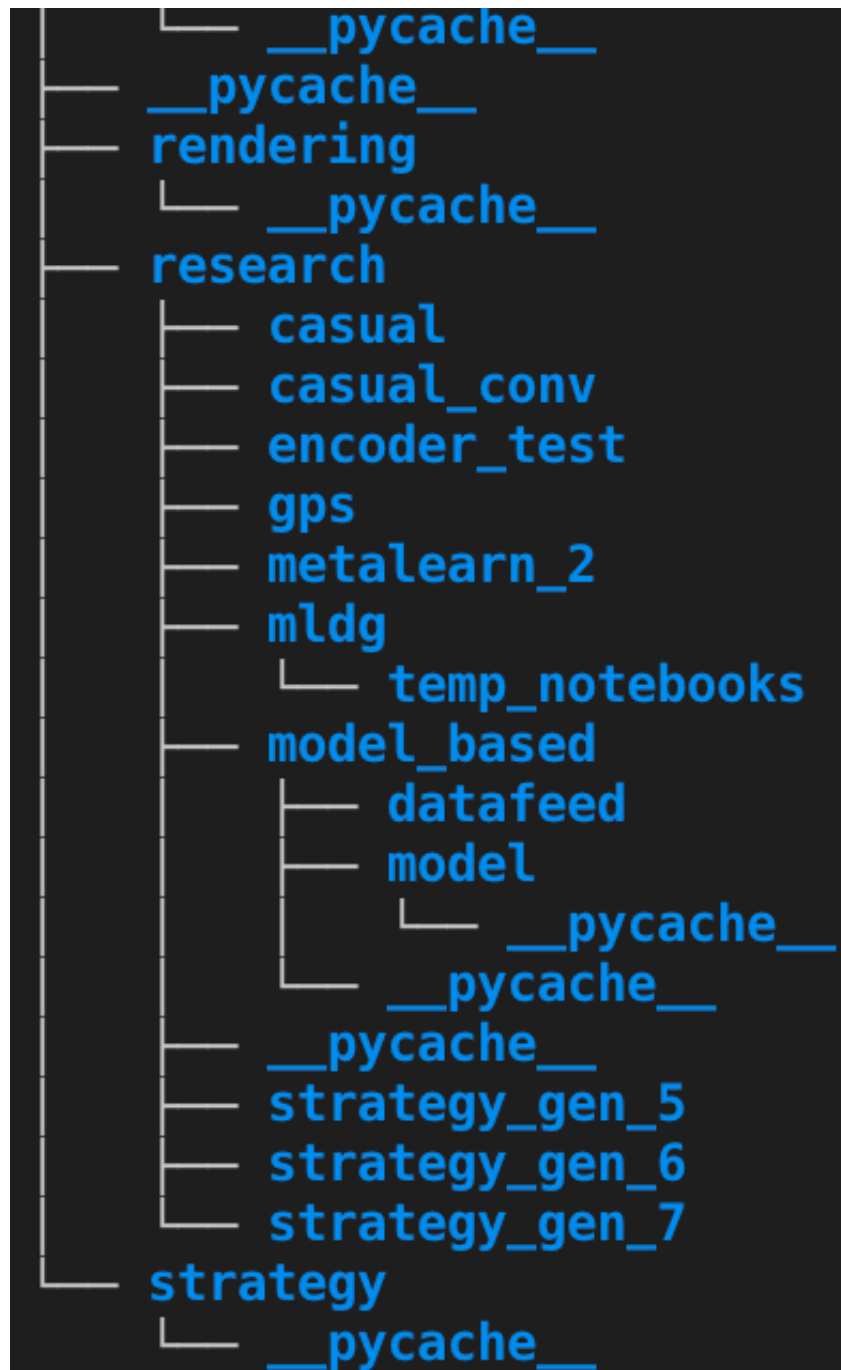 │       └── __pycache__
├── __pycache__
├── rendering
│       └── __pycache__
├── research
│       ├── casual
│       ├── casual_conv
│       ├── encoder_test
│       ├── gps
│       ├── metalearn_2
│       ├── mldg
│       │       └── temp_notebooks
│       ├── model_based
│       │       ├── datafeed
│       │       ├── model
│       │       │       └── __pycache__
│       │       └── __pycache__
│       ├── __pycache__
│       ├── strategy_gen_5
│       ├── strategy_gen_6
│       └── strategy_gen_7
└── strategy
        └── __pycache__